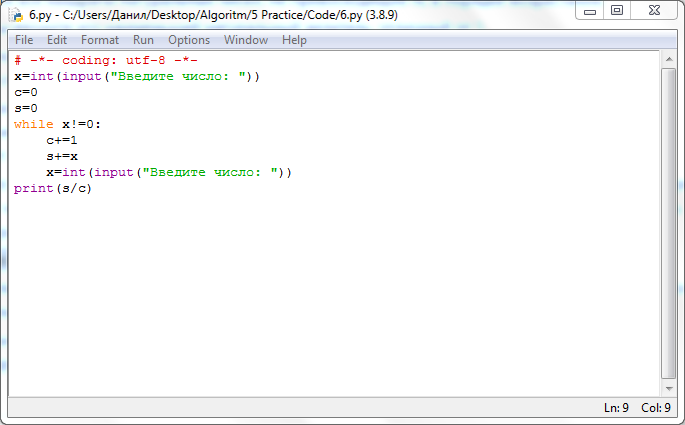 6.py - C:/Users/Данил/Desktop/Algoritm/5 Practice/Code/6.py (3.8.9)
File Edit Format Run Options Window Help
# -*- coding: utf-8 -*-
x=int(input("Введите число: "))
c=0
s=0
while x!=0:
    c+=1
    s+=x
    x=int(input("Введите число: "))
print(s/c)
Ln: 9 Col: 9